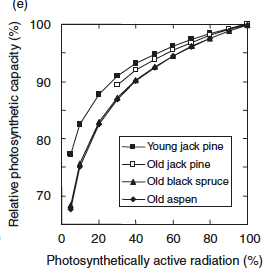 (e)
Relative photosynthetic capacity (%)
100
90
80
70
Young jack pine
Old jack pine
Old black spruce
Old aspen
0 20 40 60 80 100
Photosynthetically active radiation (%)